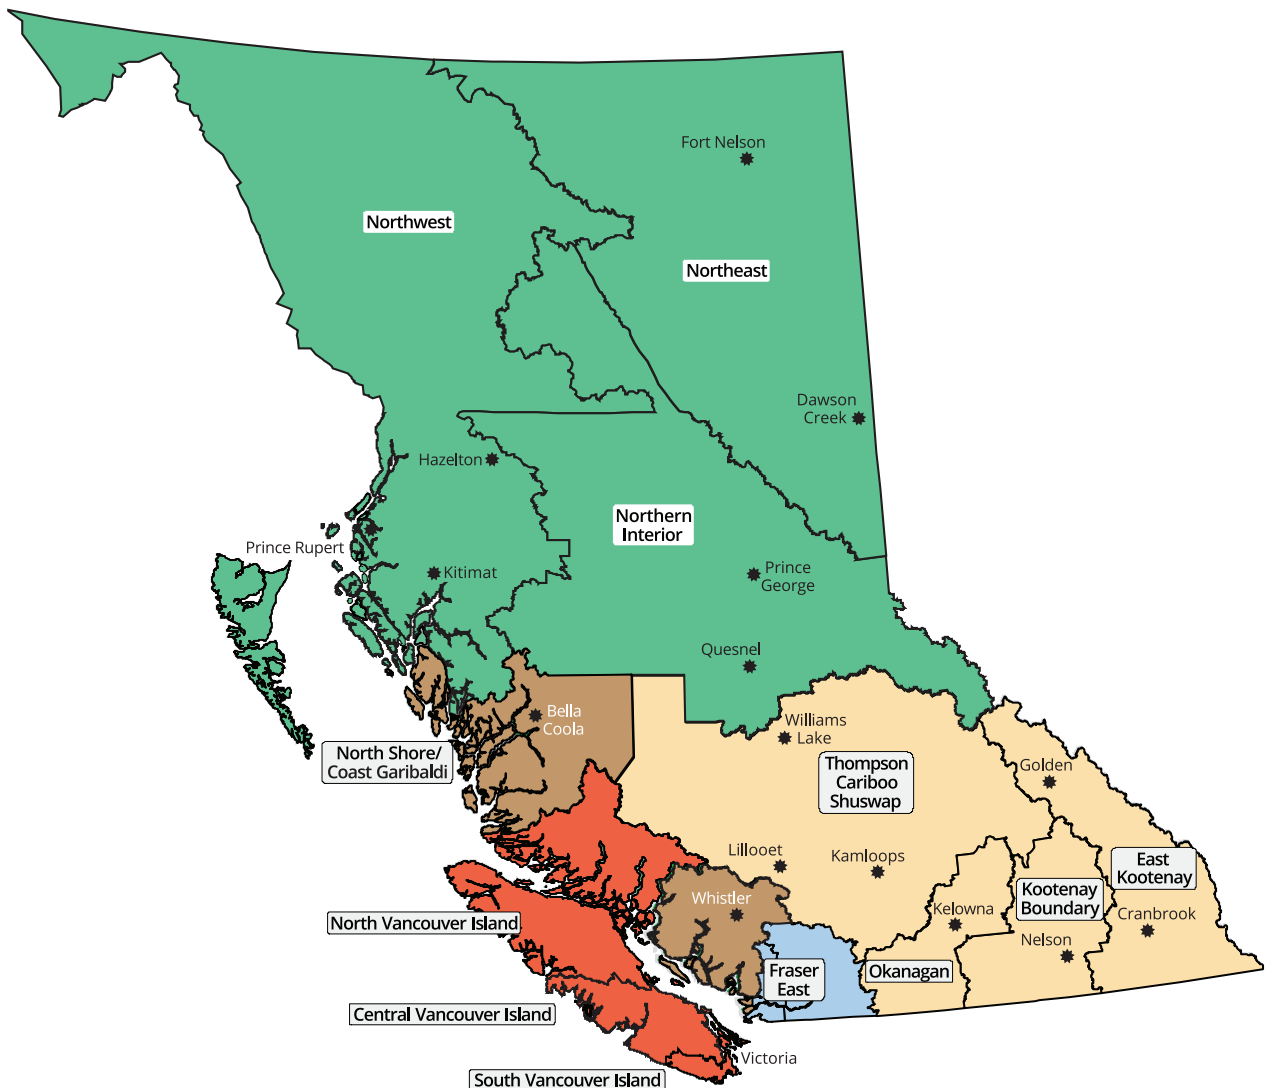 Fort Nelson
Northwest
Northeast
Dawson
Creek
Hazelton
Northern
Interior
Prince Rupert
Kitimat
Prince
George
Quesnel
Bella
Coola
Williams
Lake
North Shore/
Coast Garibaldi
Thompson
Cariboo
Shuswap
Golden
Lillooet
Kamloops
East
Kootenay
Kootenay
Boundary
Whistler
Kelowna
Cranbrook
North Vancouver Island
Nelson
Fraser
East
Okanagan
Central Vancouver Island
Victoria
South Vancouver Island